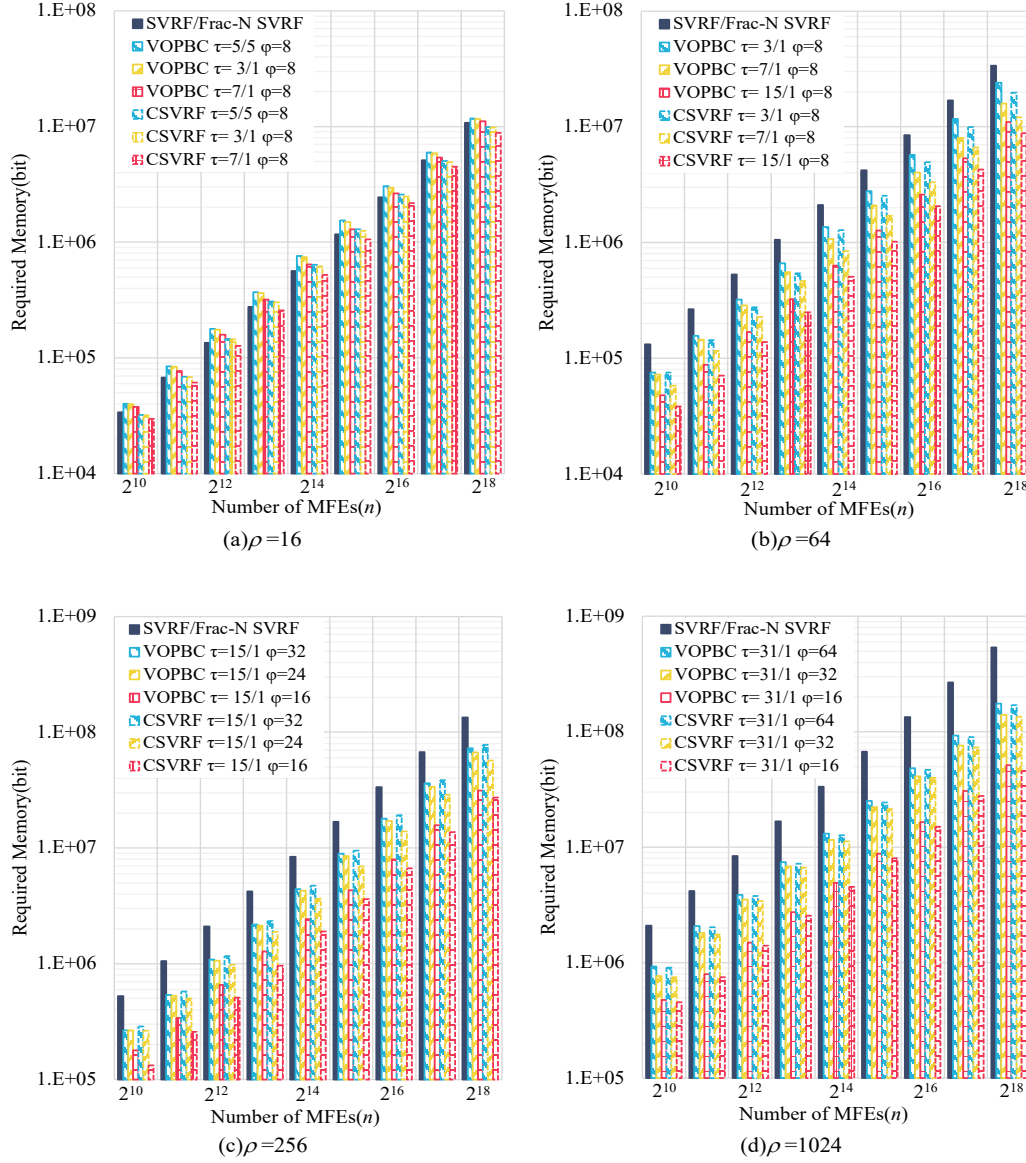 1.E+08
1.E+07
1.E+06
1.E+05
1.E+04
Required Memory(bit)
SVRF/Frac-N SVRF
VOPBC τ=5/5 φ=8
VOPBC τ= 3/1 φ=8
VOPBC τ=7/1 φ=8
CSVRF τ=5/5 φ=8
CSVRF τ= 3/1 φ=8
CSVRF τ=7/1 φ=8
2^10 2^12 2^14 2^16 2^18
Number of MFEs(n)
(a)ρ =16
1.E+08
1.E+07
1.E+06
1.E+05
1.E+04
Required Memory(bit)
SVRF/Frac-N SVRF
VOPBC τ= 3/1 φ=8
VOPBC τ=7/1 φ=8
VOPBC τ= 15/1 φ=8
CSVRF τ= 3/1 φ=8
CSVRF τ=7/1 φ=8
CSVRF τ= 15/1 φ=8
2^10 2^12 2^14 2^16 2^18
Number of MFEs(n)
(b)ρ =64
1.E+09
1.E+08
1.E+07
1.E+06
1.E+05
Required Memory(bit)
SVRF/Frac-N SVRF
VOPBC τ=15/1 φ=32
VOPBC τ=15/1 φ=24
VOPBC τ= 15/1 φ=16
CSVRF τ=15/1 φ=32
CSVRF τ=15/1 φ=24
CSVRF τ= 15/1 φ=16
2^10 2^12 2^14 2^16 2^18
Number of MFEs(n)
(c)ρ =256
1.E+09
1.E+08
1.E+07
1.E+06
1.E+05
Required Memory(bit)
SVRF/Frac-N SVRF
VOPBC τ=31/1 φ=64
VOPBC τ=31/1 φ=32
VOPBC τ= 31/1 φ=16
CSVRF τ=31/1 φ=64
CSVRF τ=31/1 φ=32
CSVRF τ= 31/1 φ=16
2^10 2^12 2^14 2^16 2^18
Number of MFEs(n)
(d)ρ =1024